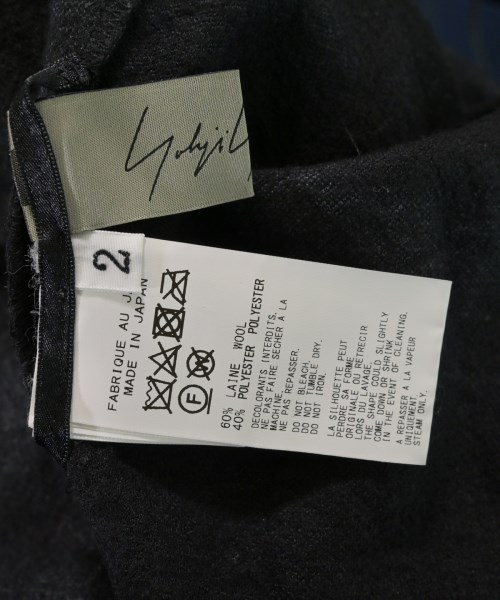 Yohji Y
2
FABRIQUE AU J
MADE IN JAPAN
F
60% LAINE WOOL
40% POLYESTER POLYESTER
DECOLORANTS INTERDITS.
NE PAS FAIRE SECHER A LA
MACHINE.
NE PAS REPASSER.
DO NOT BLEACH.
DO NOT TUMBLE DRY.
DO NOT IRON.
LA SILHOUETTE PEUT
PERDRE SA FORME
ORIGINALE OU RETRECIR
LORS DU LAVAGE.
THE SHAPE COULD SLIGHTLY
COME DOWN OR SHRINK
IN THE EVENT OF CLEANING.
A REPASSER A LA VAPEUR
UNIQUEMENT.
STEAM ONLY.